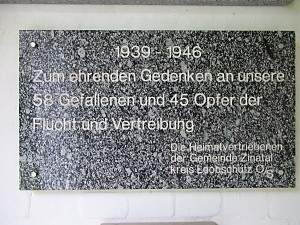 1939 - 1946
Zum ehrenden Gedenken an unsere
58 Gefallenen und 45 Opfer der
Flucht und Vertreibung
Die Heimatvertriebenen
der Gemeinde Zinatal
kreis Leobschütz O/S